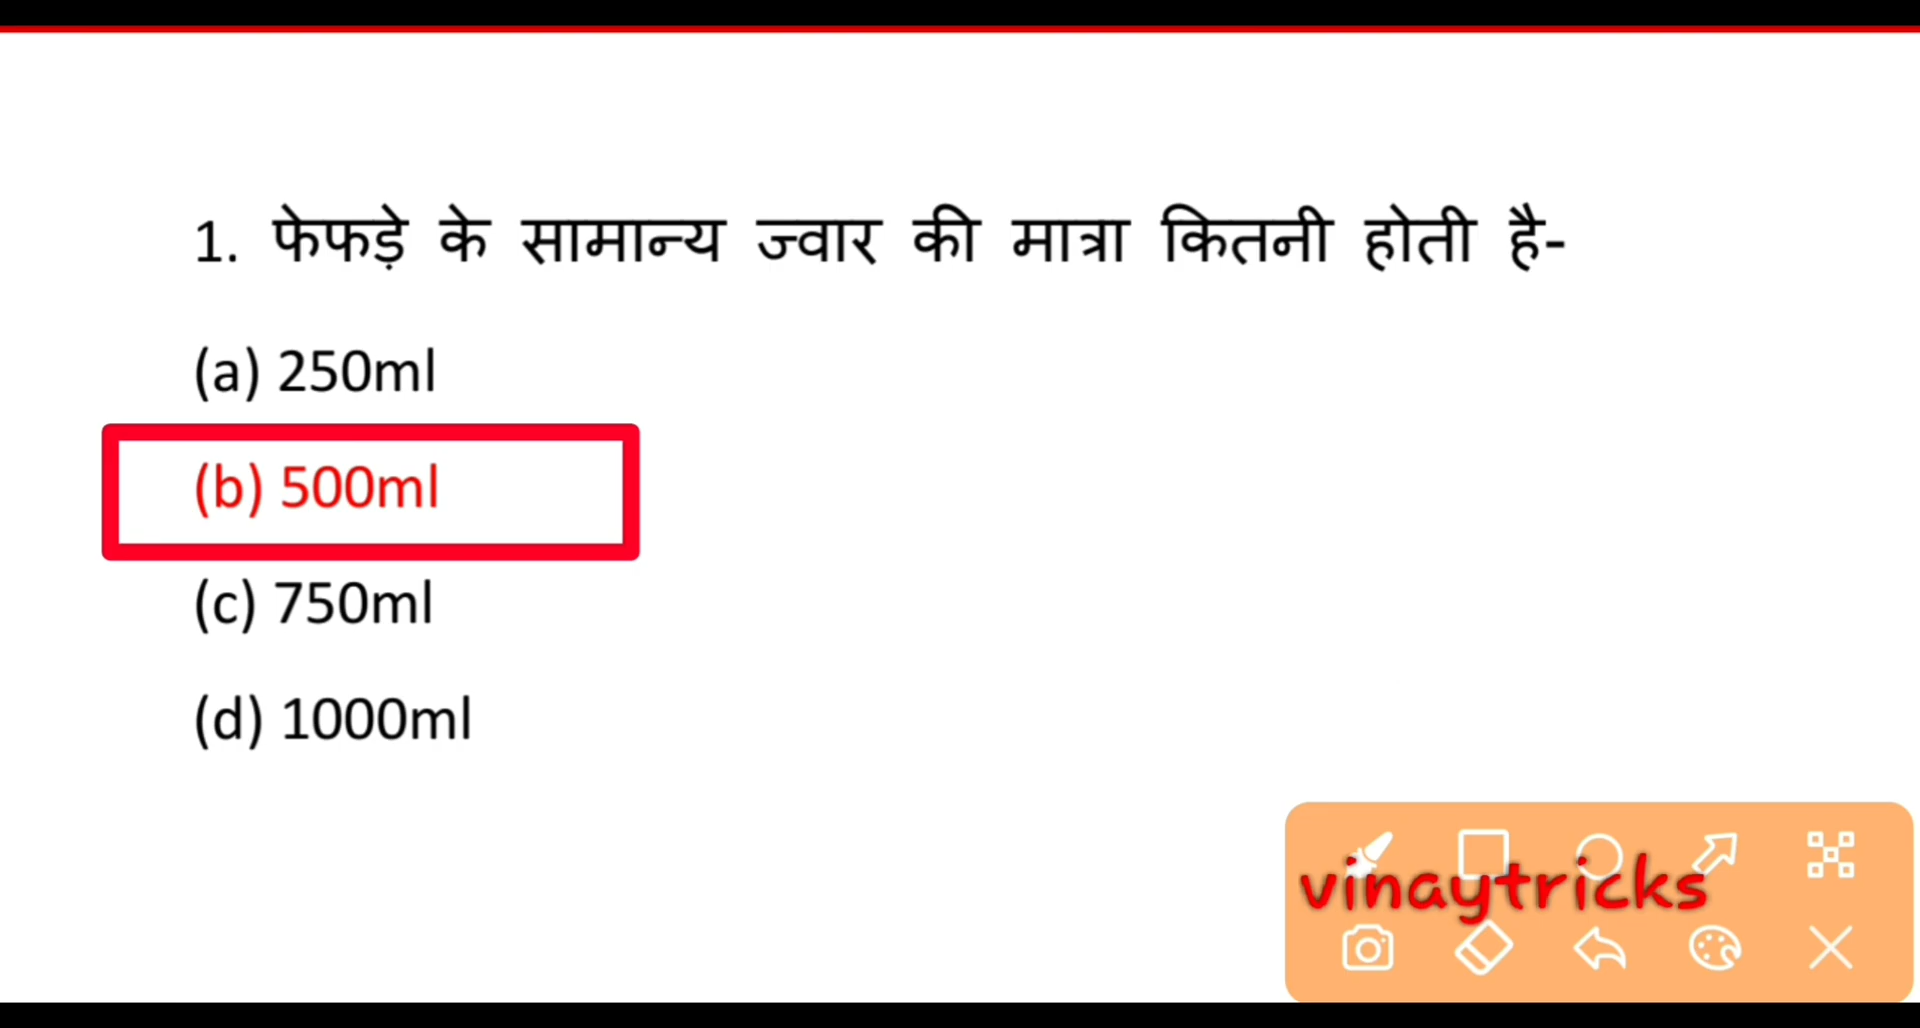 1. फेफड़े के सामान्य ज्वार की मात्रा कितनी होती है-
(a) 250ml
(b) 500ml
(c) 750ml
(d) 1000ml
vinaytricks